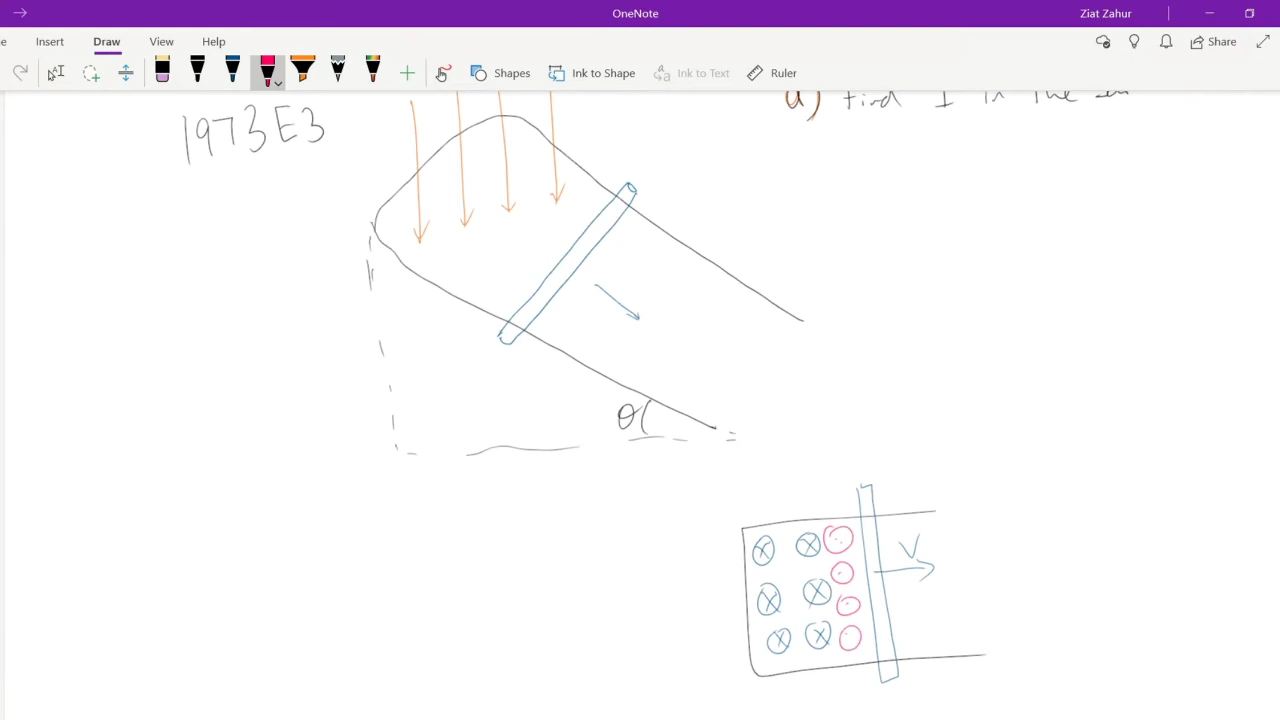 OneNote
Ziat Zahur
Insert Draw View Help
Share
Shapes Ink to Shape Ink to Text Ruler
1973E3
a) Find I in the
θ
V